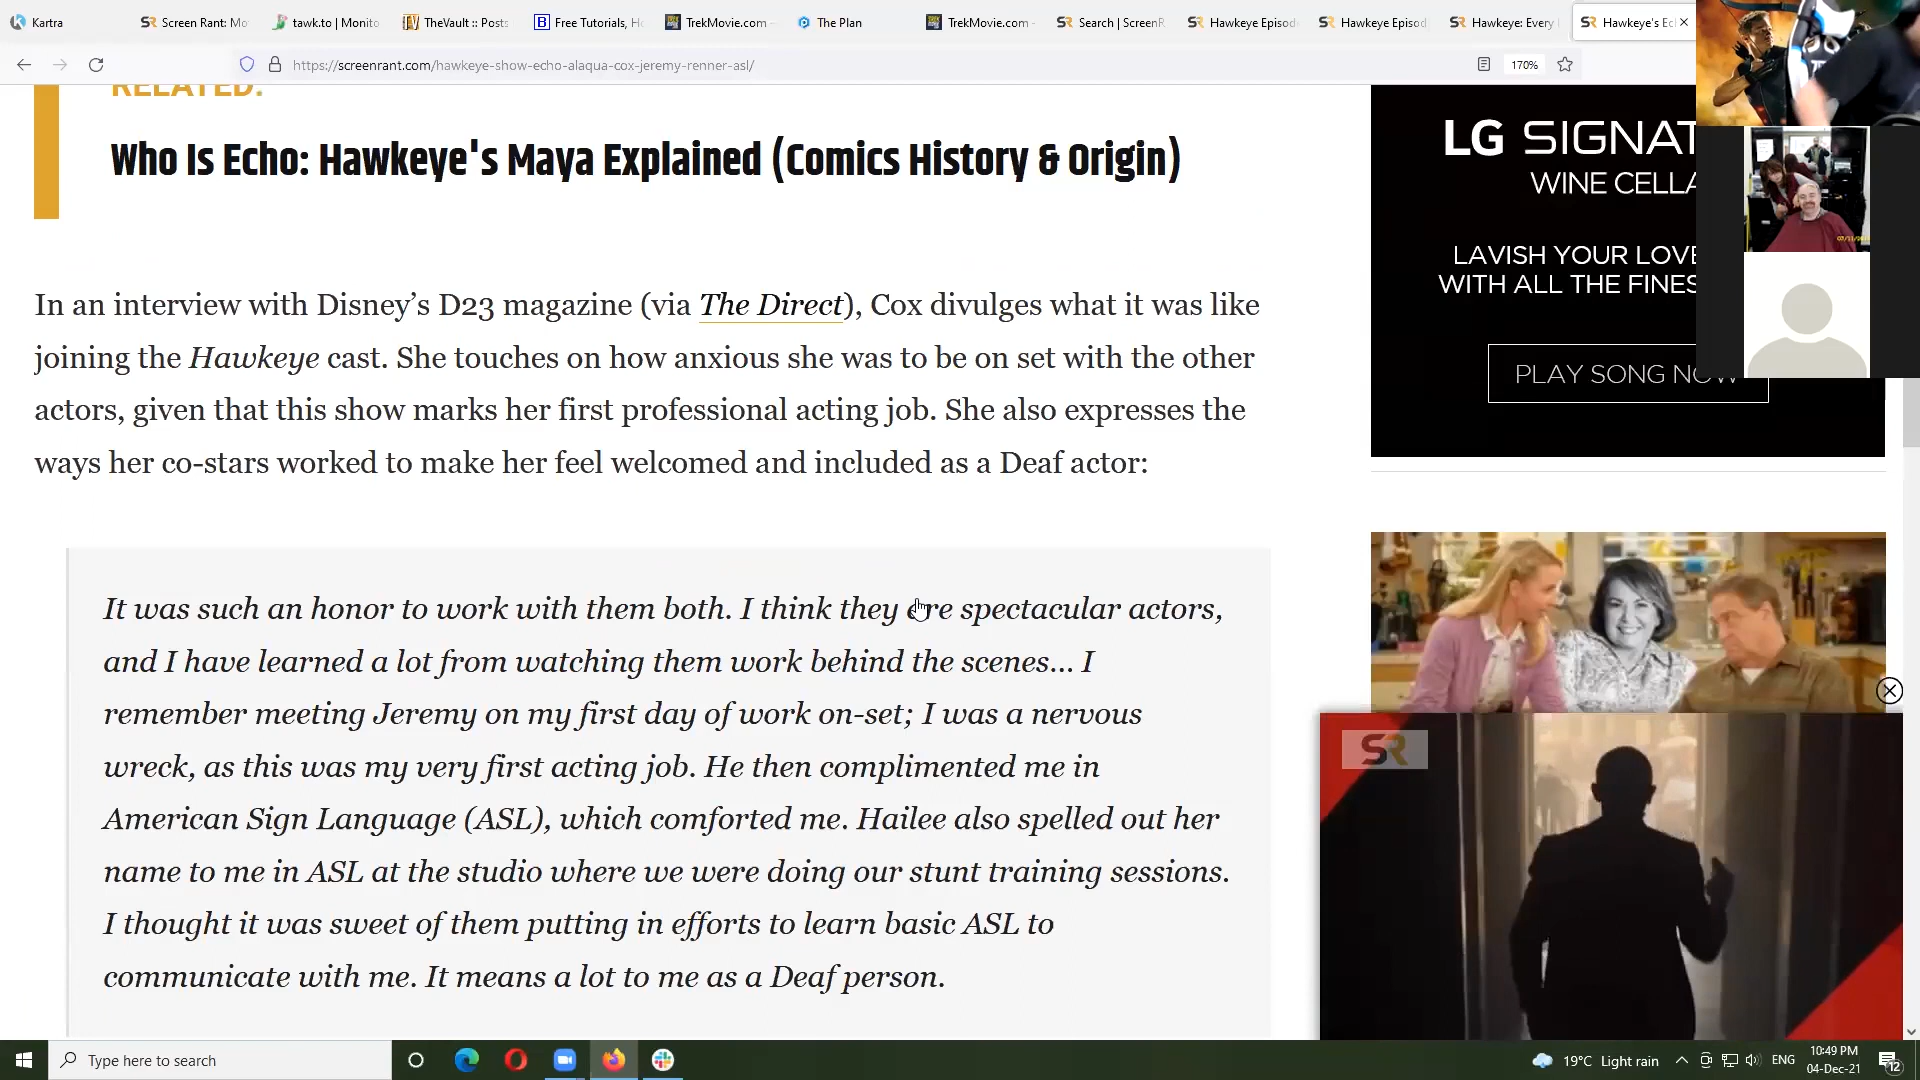 Kartra
Screen Rant: Mo
tawk.to | Monito
TheVault :: Posts
Free Tutorials, He
TrekMovie.com -
The Plan
TrekMovie.com -
Search | ScreenR
Hawkeye Episod
Hawkeye Episod
Hawkeye: Every
Hawkeye's Ec
https://screenrant.com/hawkeye-show-echo-alaqua-cox-jeremy-renner-asl/
170%
RELATED:
Who Is Echo: Hawkeye's Maya Explained (Comics History & Origin)
In an interview with Disney’s D23 magazine (via The Direct), Cox divulges what it was like
joining the Hawkeye cast. She touches on how anxious she was to be on set with the other
actors, given that this show marks her first professional acting job. She also expresses the
ways her co-stars worked to make her feel welcomed and included as a Deaf actor:
It was such an honor to work with them both. I think they are spectacular actors,
and I have learned a lot from watching them work behind the scenes... I
remember meeting Jeremy on my first day of work on-set; I was a nervous
wreck, as this was my very first acting job. He then complimented me in
American Sign Language (ASL), which comforted me. Hailee also spelled out her
name to me in ASL at the studio where we were doing our stunt training sessions.
I thought it was sweet of them putting in efforts to learn basic ASL to
communicate with me. It means a lot to me as a Deaf person.
LG SIGNAT
WINE CELLA
LAVISH YOUR LOVE
WITH ALL THE FINES
PLAY SONG NOW
SR
Type here to search
19°C Light rain
ENG
10:49 PM
04-Dec-21
12